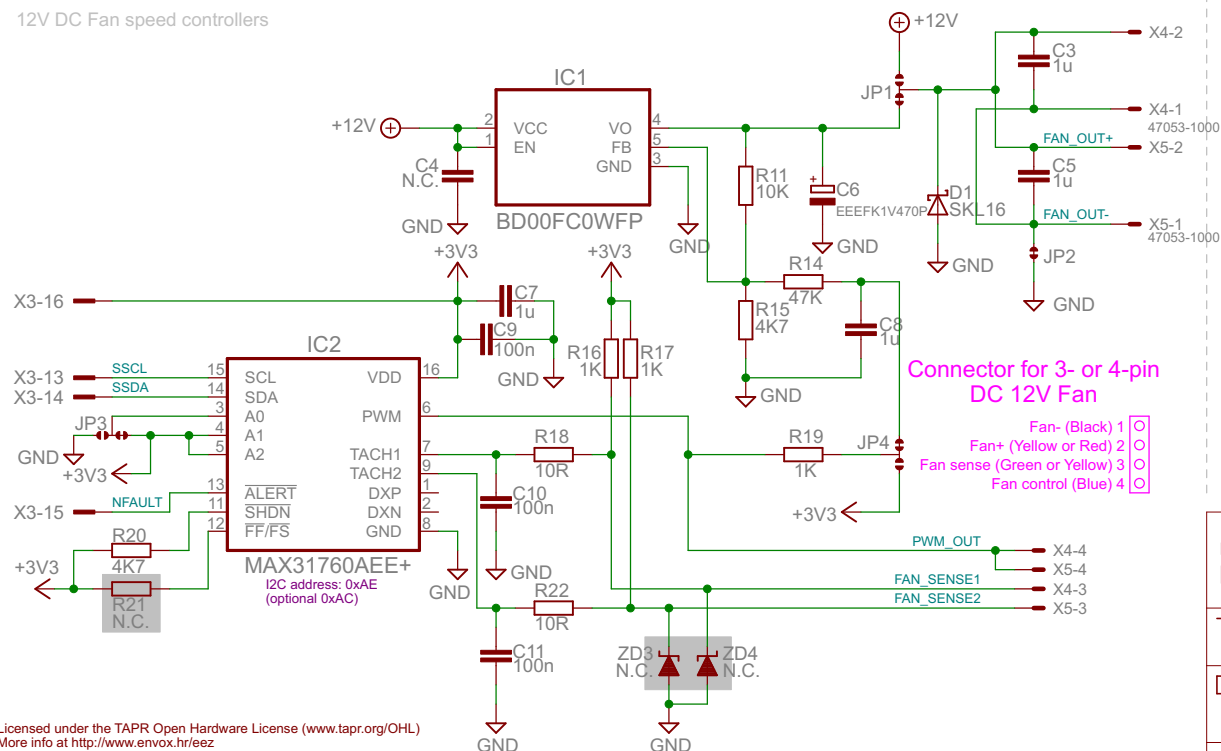 12V DC Fan speed controllers
+12V
X4-2
C3
1u
IC1
JP1
X4-1
47053-1000
+12V
2
VCC
VO
4
1
EN
FB
5
GND
3
FAN_OUT+
X5-2
C4
N.C.
C5
1u
R11
10K
+
C6
EEEFK1V470P
D1
SKL16
BD00FC0WFP
FAN_OUT-
X5-1
47053-1000
GND
GND
GND
GND
JP2
+3V3
+3V3
R14
47K
GND
X3-16
C7
1u
R15
4K7
C8
1u
C9
100n
R16
1K
R17
1K
IC2
GND
Connector for 3- or 4-pin
DC 12V Fan
X3-13
SSCL
15
SCL
VDD
16
X3-14
SSDA
14
SDA
GND
3
A0
PWM
6
JP3
4
A1
5
A2
Fan- (Black) 1
Fan+ (Yellow or Red) 2
Fan sense (Green or Yellow) 3
Fan control (Blue) 4
GND
+3V3
TACH1
7
R18
10R
R19
1K
JP4
TACH2
9
X3-15
NFAULT
13
ALERT
DXP
1
11
SHDN
DXN
2
12
FF/FS
GND
8
C10
100n
+3V3
R20
4K7
MAX31760AEE+
I2C address: 0xAE
(optional 0xAC)
GND
GND
PWM_OUT
X4-4
X5-4
+3V3
R21
N.C.
R22
10R
FAN_SENSE1
X4-3
FAN_SENSE2
X5-3
C11
100n
ZD3
N.C.
ZD4
N.C.
GND
GND
Licensed under the TAPR Open Hardware License (www.tapr.org/OHL)
More info at http://www.envox.hr/eez